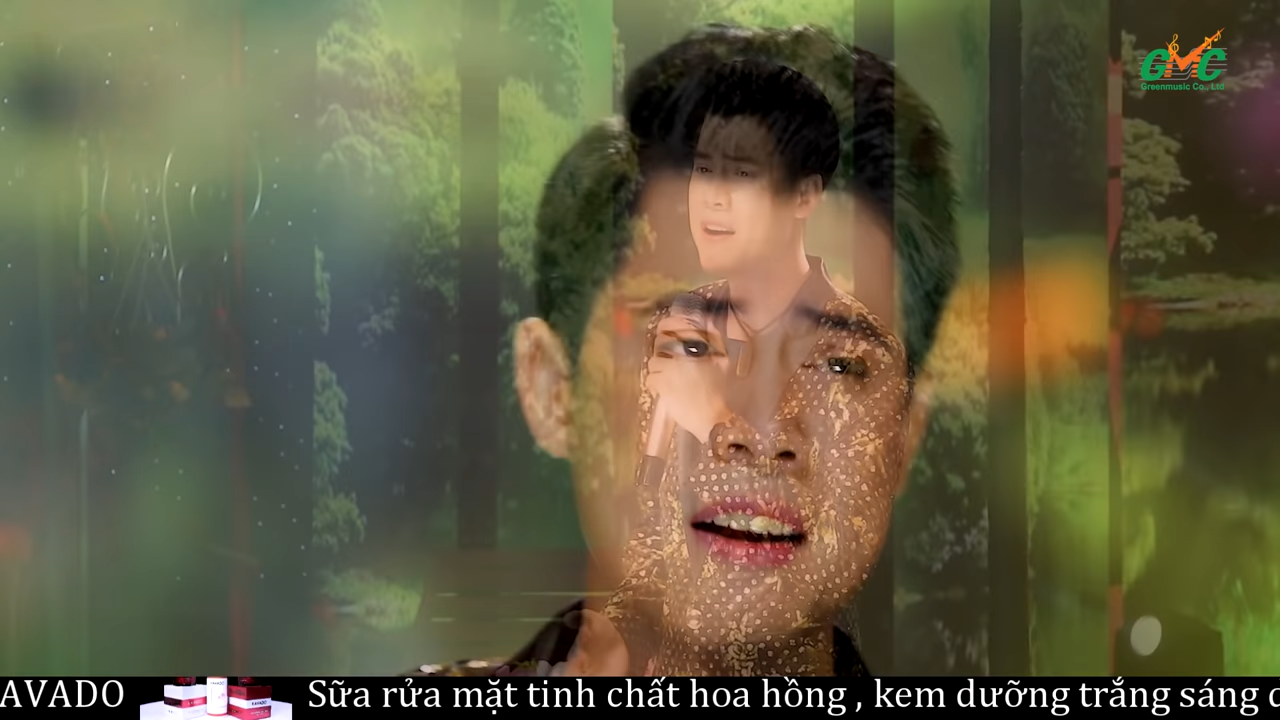 GMC
Greenmusic Co., Ltd
AVADO Sữa rửa mặt tinh chất hoa hồng , kem dưỡng trắng sáng